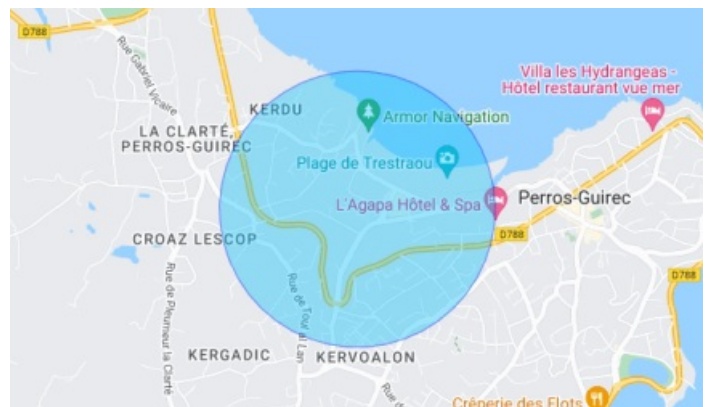 D788
Rue Gabriel Vicaire
Villa les Hydrangeas -
Hôtel restaurant vue mer
KERDU
Armor Navigation
LA CLARTÉ,
PERROS-GUIREC
Plage de Trestraou
L'Agapa Hôtel & Spa
Perros-Guirec
CROAZ LESCOP
D788
D788
Rue de Pleumeur la Clarté
Rue de Toul al Lan
KERGADIC
KERVOALON
Crêperie des Flots